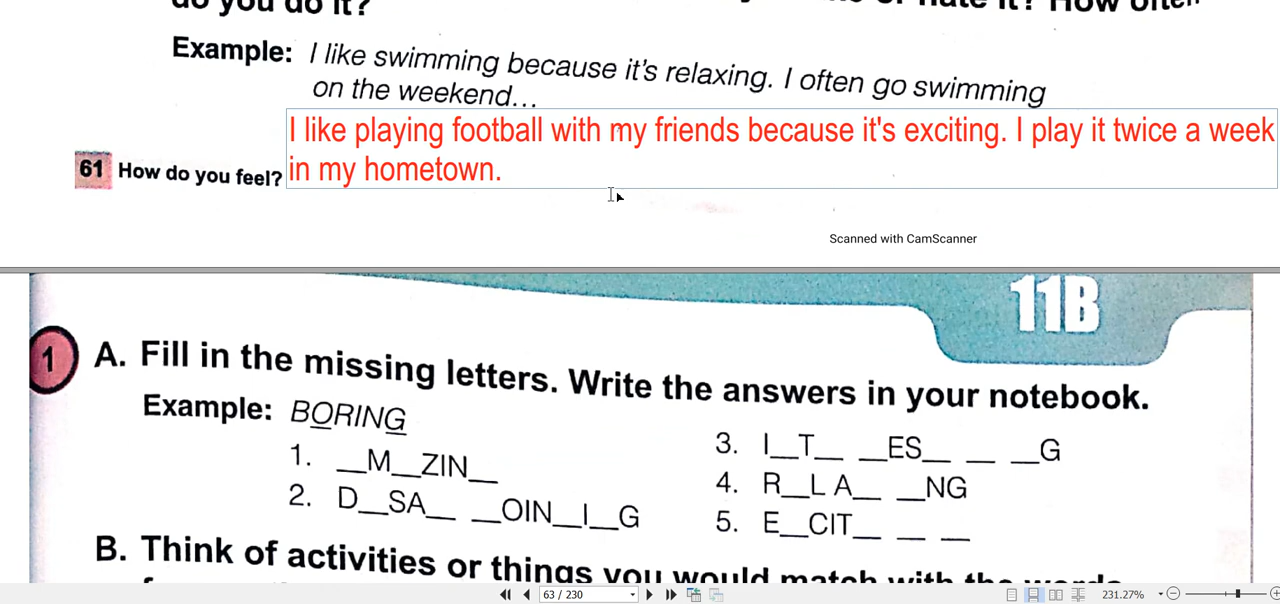 Example: I like swimming because it's relaxing. I often go swimming
on the weekend...
I like playing football with my friends because it's exciting. I play it twice a week
in my hometown.
61 How do you feel?
Scanned with CamScanner
11B
1 A. Fill in the missing letters. Write the answers in your notebook.
Example: BORING
1. __M__ZIN__
2. D__SA__ __OIN__I__G
3. I__T__ __ES__ __ __G
4. R__L A__ __NG
5. E__CIT__ __ __
B. Think of activities or things you would match with the words
63 / 230
231.27%